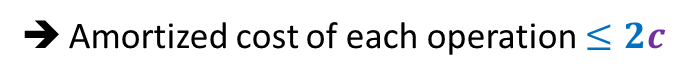 ➔ Amortized cost of each operation ≤ 2c